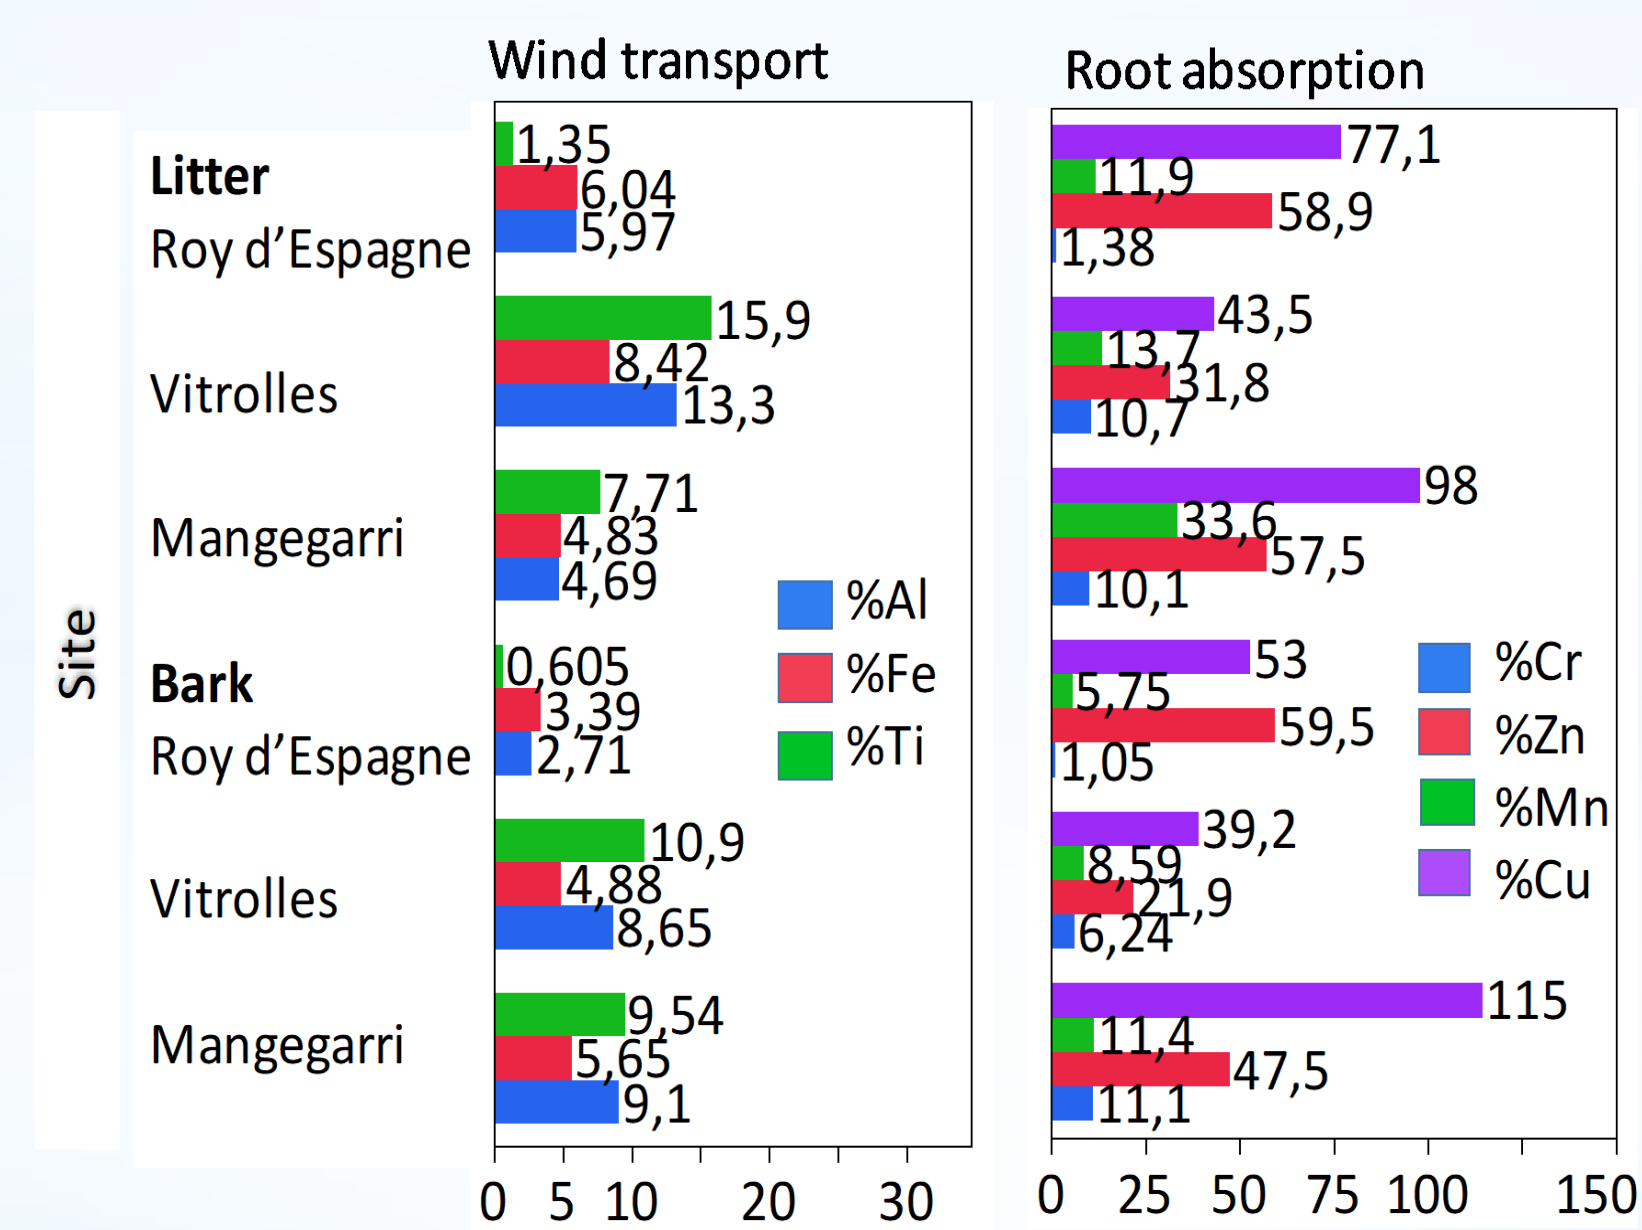 Wind transport
Root absorption
Site
Litter
Roy d’Espagne
Vitrolles
Mangegarri
Bark
Roy d’Espagne
Vitrolles
Mangegarri
1,35
6,04
5,97
15,9
8,42
13,3
7,71
4,83
4,69
0,605
3,39
2,71
10,9
4,88
8,65
9,54
5,65
9,1
%Al
%Fe
%Ti
0 5 10 20 30
77,1
11,9
58,9
1,38
43,5
13,7
31,8
10,7
98
33,6
57,5
10,1
53
5,75
59,5
1,05
39,2
8,59
21,9
6,24
115
11,4
47,5
11,1
%Cr
%Zn
%Mn
%Cu
0 25 50 75 100 150